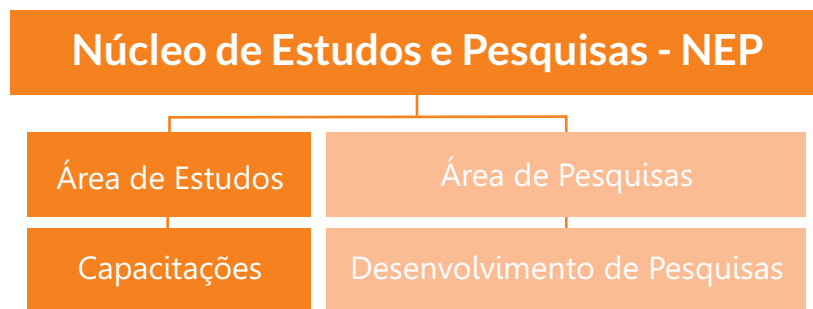 Núcleo de Estudos e Pesquisas - NEP
Área de Estudos
Área de Pesquisas
Capacitações
Desenvolvimento de Pesquisas